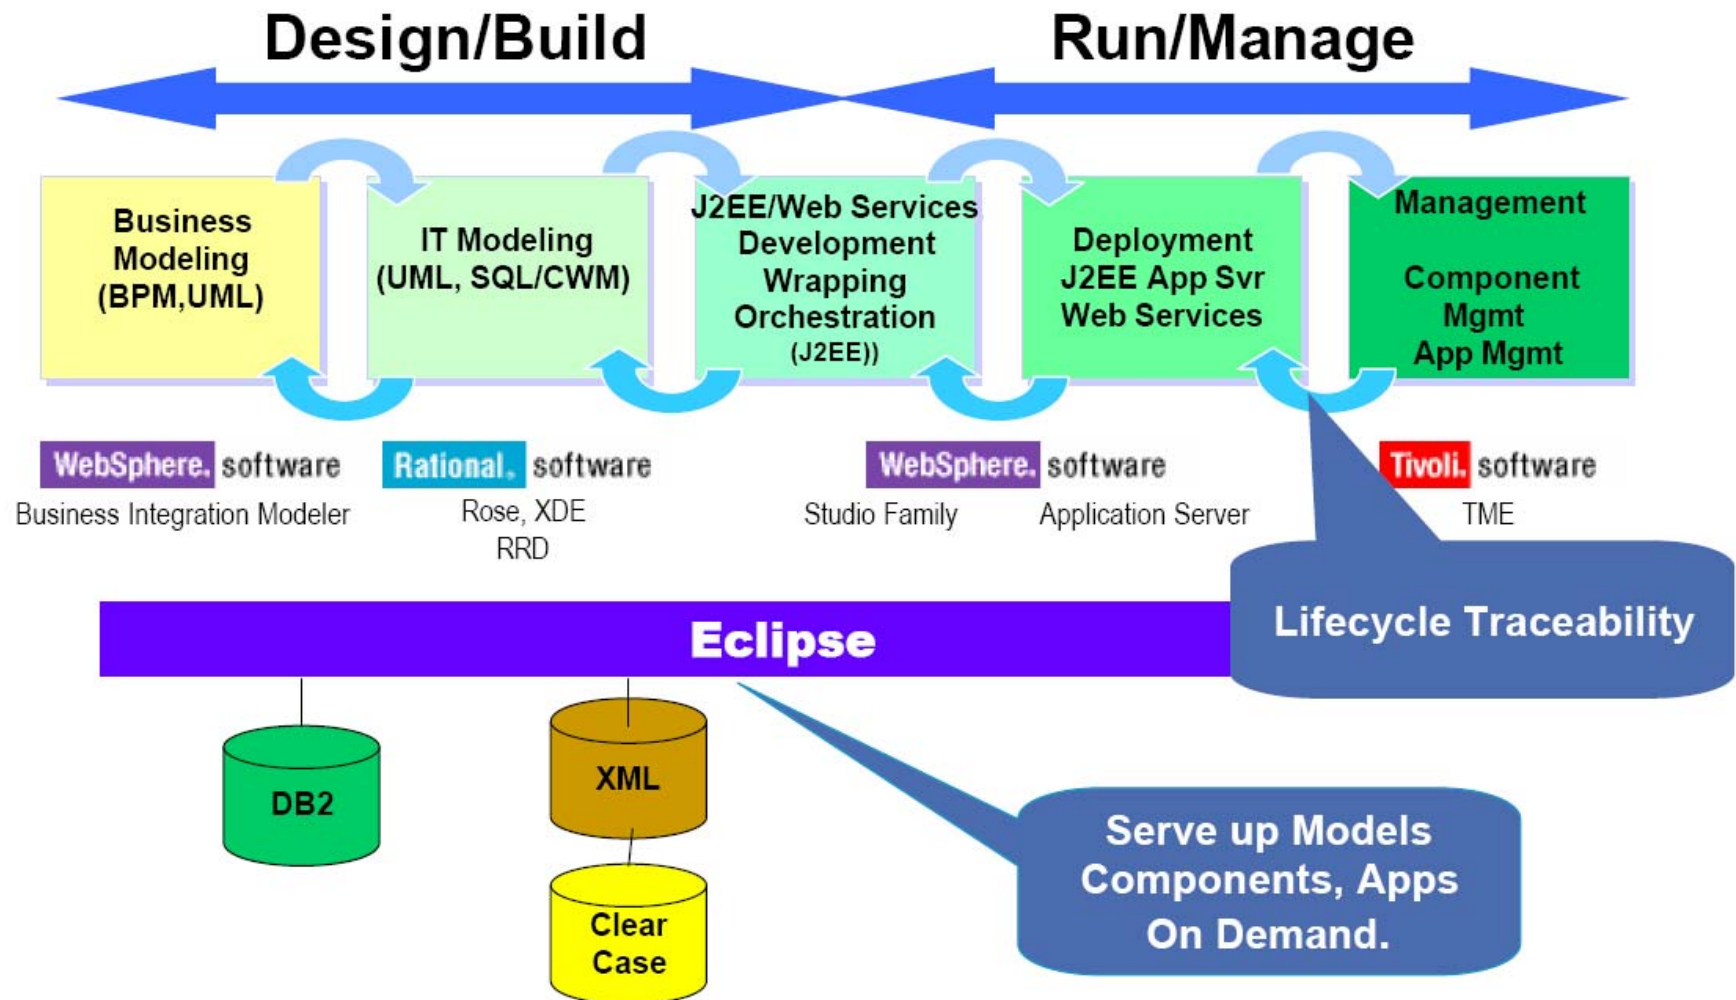 Design/Build
Run/Manage
Business
Modeling
(BPM,UML)
IT Modeling
(UML, SQL/CWM)
J2EE/Web Services
Development
Wrapping
Orchestration
(J2EE))
Deployment
J2EE App Svr
Web Services
Management
Component
Mgmt
App Mgmt
WebSphere. software
Business Integration Modeler
Rational. software
Rose, XDE
RRD
WebSphere. software
Studio Family
Application Server
Tivoli. software
TME
Lifecycle Traceability
Eclipse
DB2
XML
Clear
Case
Serve up Models
Components, Apps
On Demand.